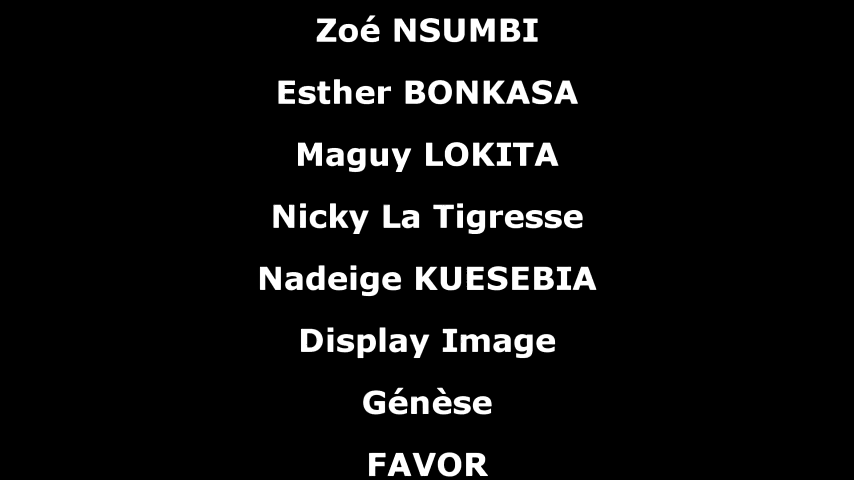 Zoé NSUMBI
Esther BONKASA
Maguy LOKITA
Nicky La Tigresse
Nadeige KUESEBIA
Display Image
Génèse
FAVOR